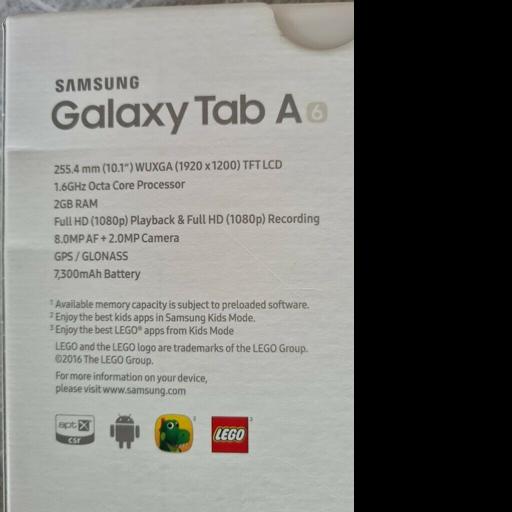 SAMSUNG
Galaxy Tab A 6
255.4 mm (10.1") WUXGA (1920 x 1200) TFT LCD
1.6GHz Octa Core Processor
2GB RAM
Full HD (1080p) Playback & Full HD (1080p) Recording
8.0MP AF + 2.0MP Camera
GPS / GLONASS
7,300mAh Battery
¹ Available memory capacity is subject to preloaded software.
² Enjoy the best kids apps in Samsung Kids Mode.
³ Enjoy the best LEGO® apps from Kids Mode
LEGO and the LEGO logo are trademarks of the LEGO Group.
©2016 The LEGO Group.
For more information on your device,
please visit www.samsung.com
aptX
csr
2
LEGO
3